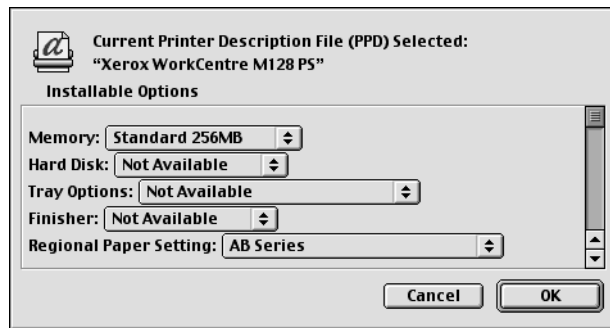 Current Printer Description File (PPD) Selected:
“Xerox WorkCentre M128 PS”
Installable Options
Memory: Standard 256MB
Hard Disk: Not Available
Tray Options: Not Available
Finisher: Not Available
Regional Paper Setting: AB Series
Cancel OK